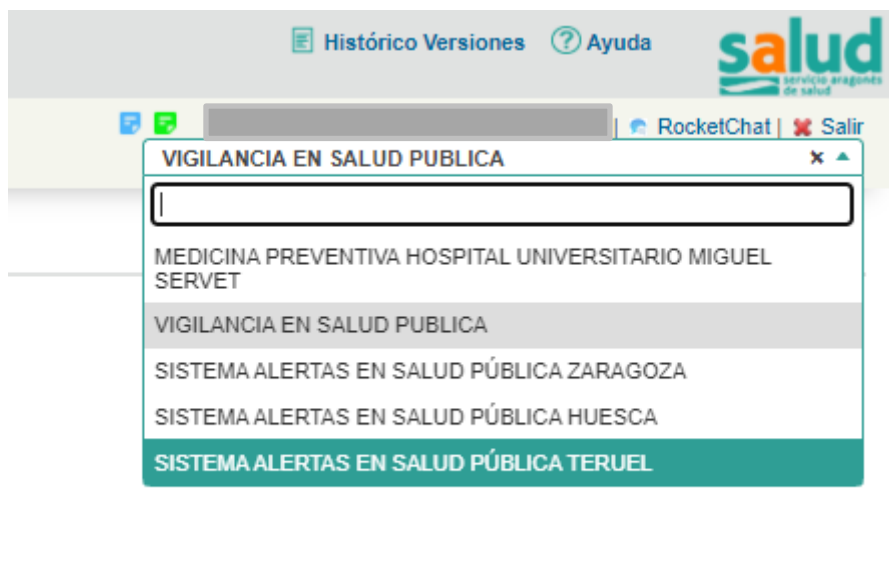 Histórico Versiones Ayuda
salud
servicio aragonés
de salud
| RocketChat | Salir
VIGILANCIA EN SALUD PUBLICA
MEDICINA PREVENTIVA HOSPITAL UNIVERSITARIO MIGUEL
SERVET
VIGILANCIA EN SALUD PUBLICA
SISTEMA ALERTAS EN SALUD PÚBLICA ZARAGOZA
SISTEMA ALERTAS EN SALUD PÚBLICA HUESCA
SISTEMA ALERTAS EN SALUD PÚBLICA TERUEL